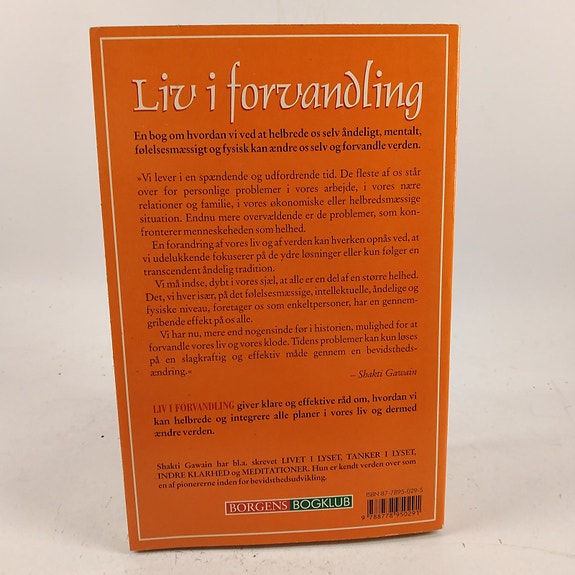 Liv i forvandling
En bog om hvordan vi ved at helbrede os selv åndeligt, mentalt,
følelsesmæssigt og fysisk kan ændre os selv og forvandle verden.
»Vi lever i en spændende og udfordrende tid. De fleste af os står
over for personlige problemer i vores arbejde, i vores nære
relationer og familie, i vores økonomiske eller helbredsmæssige
situation. Endnu mere overvældende er de problemer, som kon-
fronterer menneskeheden som helhed.
En forandring af vores liv og af verden kan hverken opnås ved, at
vi udelukkende fokuserer på de ydre løsninger eller kun følger en
transcendent åndelig tradition.
Vi må indse, dybt i vores sjæl, at alle er en del af en større helhed.
Det, vi hver især, på det følelsesmæssige, intellektuelle, åndelige og
fysiske niveau, foretager os som enkeltpersoner, har en gennem-
gribende effekt på os alle.
Vi har nu, mere end nogensinde før i historien, mulighed for at
forvandle vores liv og vores klode. Tidens problemer kan kun løses
på en slagkraftig og effektiv måde gennem en bevidstheds-
ændring.«
– Shakti Gawain
LIV I FORVANDLING giver klare og effektive råd om, hvordan vi
kan helbrede og integrere alle planer i vores liv og dermed
ændre verden.
Shakti Gawain har bl.a. skrevet LIVET I LYSET, TANKER I LYSET,
INDRE KLARHED og MEDITATIONER. Hun er kendt verden over som
en af pionererne inden for bevidsthedsudvikling.
BORGENS BOGKLUB
ISBN 87-7895-029-5
9 788778 950291